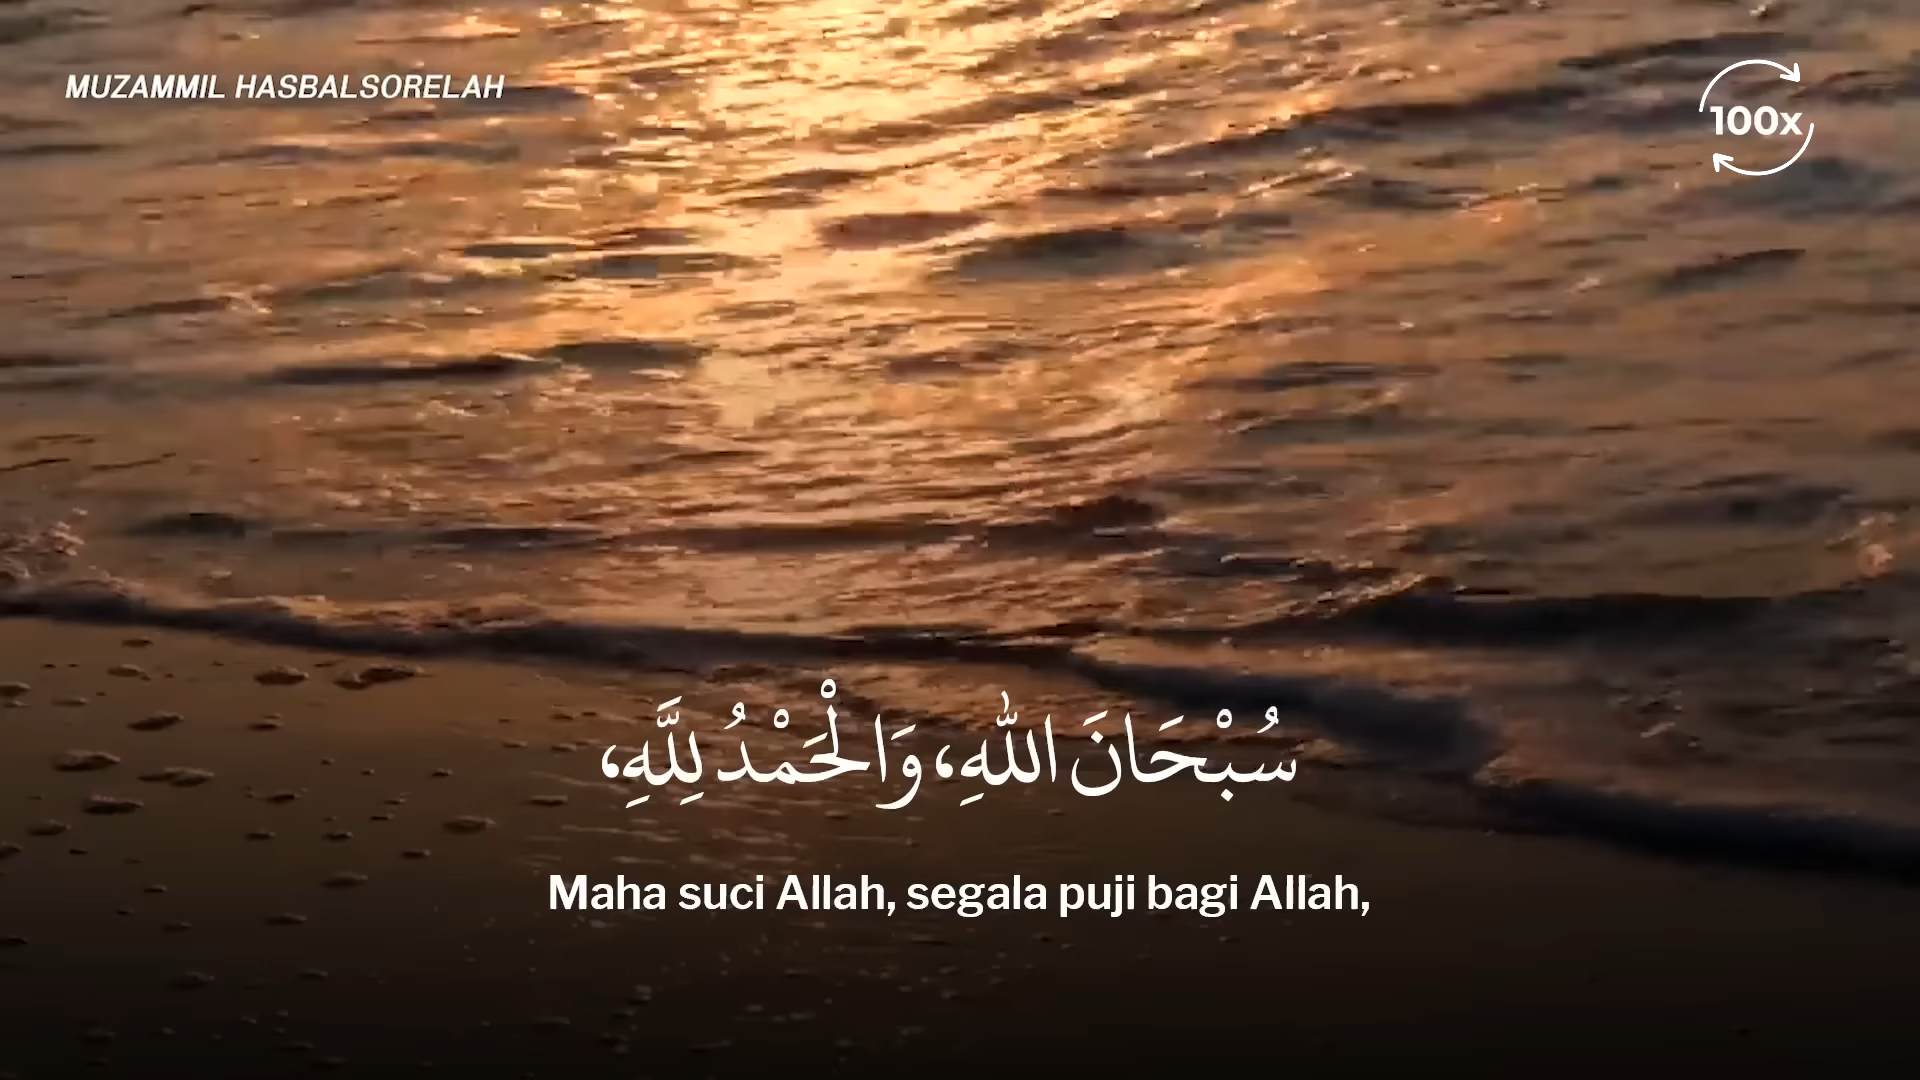 MUZAMMIL HASBALSORELAH
100x
سُبْحَانَ اللهِ، وَالْحَمْدُ لِلَّهِ،
Maha suci Allah, segala puji bagi Allah,